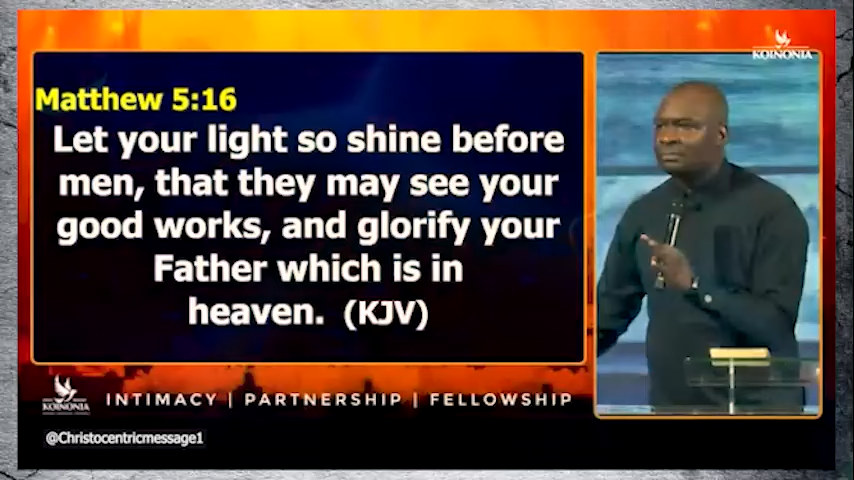 KOINONIA
Matthew 5:16
Let your light so shine before
men, that they may see your
good works, and glorify your
Father which is in
heaven. (KJV)
KOINONIA
INTIMACY | PARTNERSHIP | FELLOWSHIP
@Christocentricmessage1